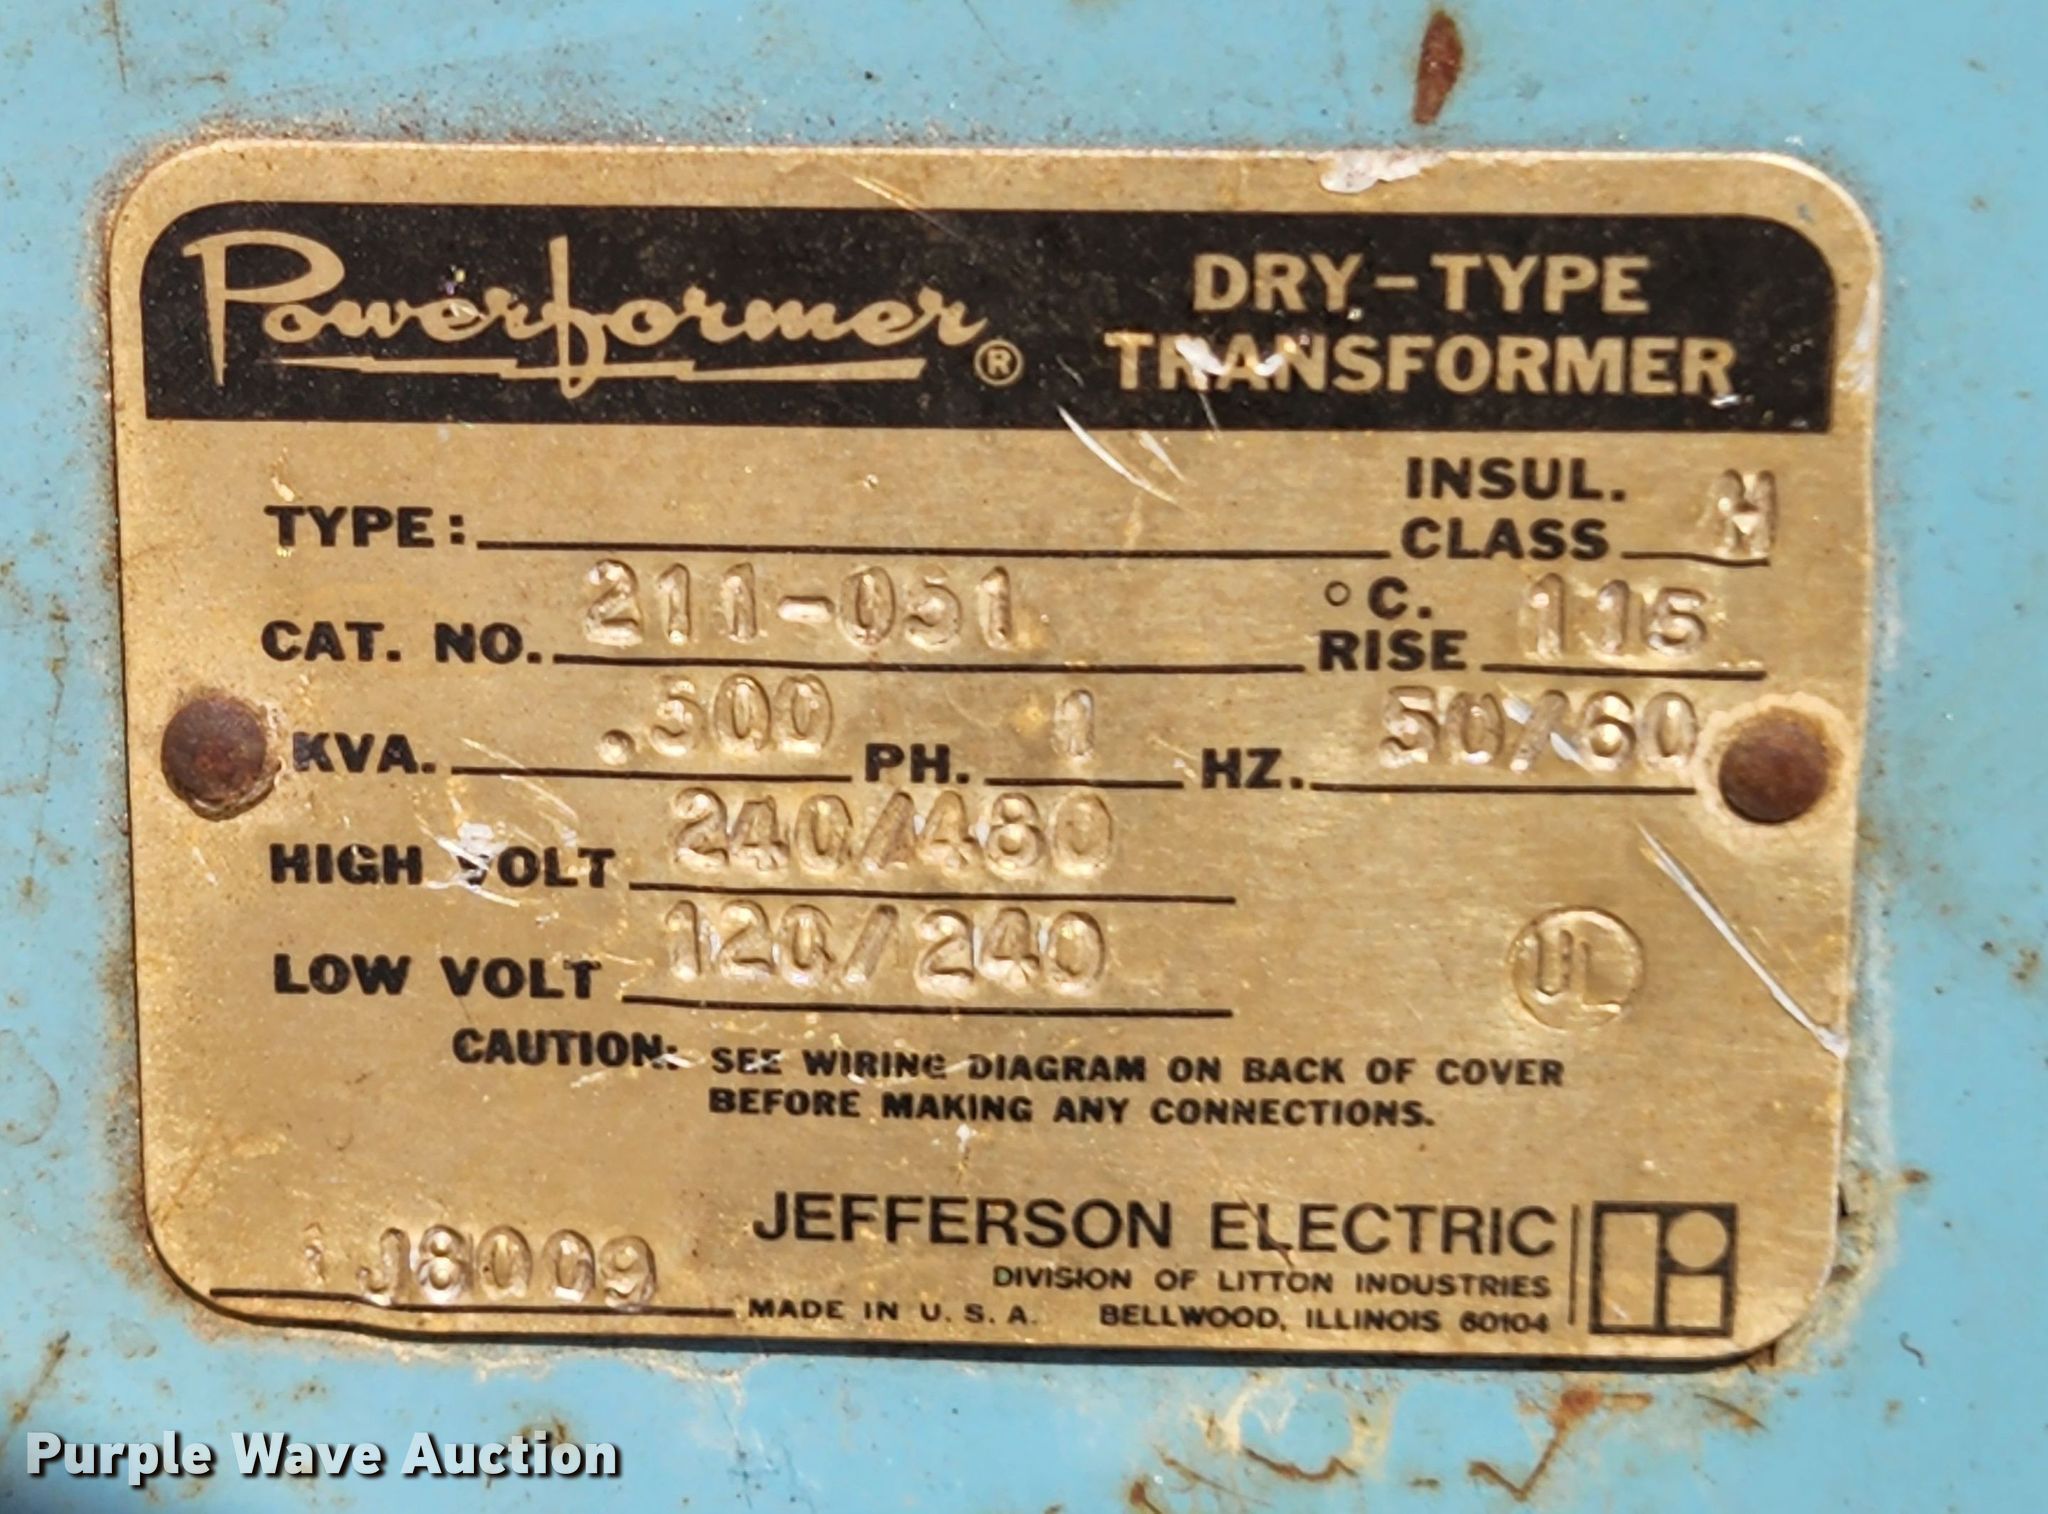 Powerformer®
DRY-TYPE
TRANSFORMER
TYPE:
INSUL.
CLASS
CAT. NO. 211-051
°C.
RISE 115
KVA. .500 PH. 1 HZ. 50/60
HIGH VOLT 240/480
LOW VOLT 120/240
UL
CAUTION: SEE WIRING DIAGRAM ON BACK OF COVER
BEFORE MAKING ANY CONNECTIONS.
JEFFERSON ELECTRIC
DIVISION OF LITTON INDUSTRIES
J8009
MADE IN U.S.A. BELLWOOD, ILLINOIS 60104
Purple Wave Auction